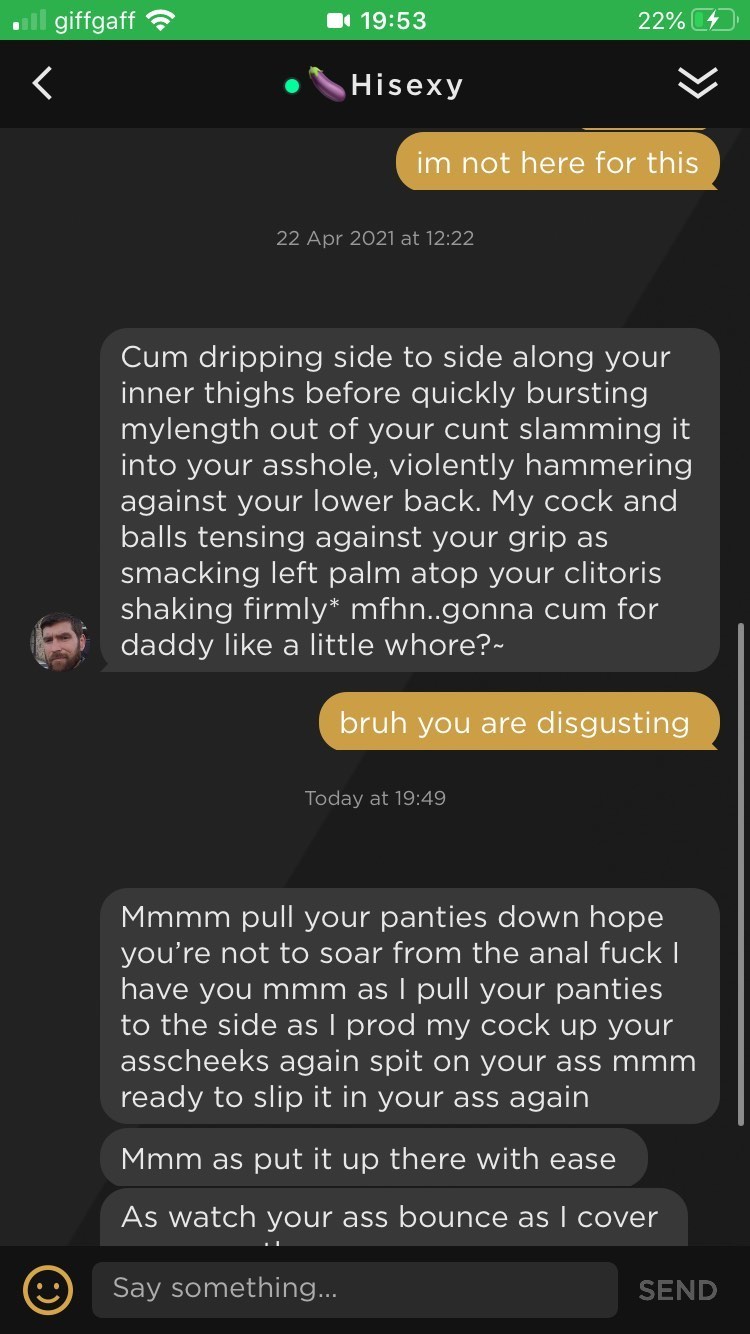 giffgaff 19:53 22%
Hisexy
im not here for this
22 Apr 2021 at 12:22
Cum dripping side to side along your
inner thighs before quickly bursting
mylength out of your cunt slamming it
into your asshole, violently hammering
against your lower back. My cock and
balls tensing against your grip as
smacking left palm atop your clitoris
shaking firmly* mfhn..gonna cum for
daddy like a little whore?~
bruh you are disgusting
Today at 19:49
Mmmm pull your panties down hope
you’re not to soar from the anal fuck I
have you mmm as I pull your panties
to the side as I prod my cock up your
asscheeks again spit on your ass mmm
ready to slip it in your ass again
Mmm as put it up there with ease
As watch your ass bounce as I cover
Say something...
SEND